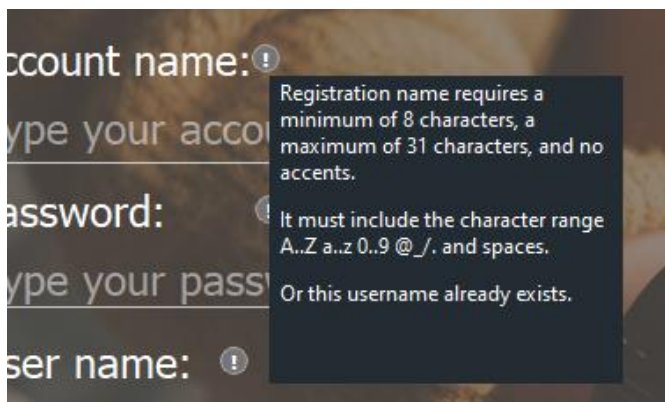 ccount name:
Registration name requires a
minimum of 8 characters, a
maximum of 31 characters, and no
accents.
It must include the character range
A..Z a..z 0..9 @_/. and spaces.
Or this username already exists.
ype your accou
assword:
ype your passw
ser name: